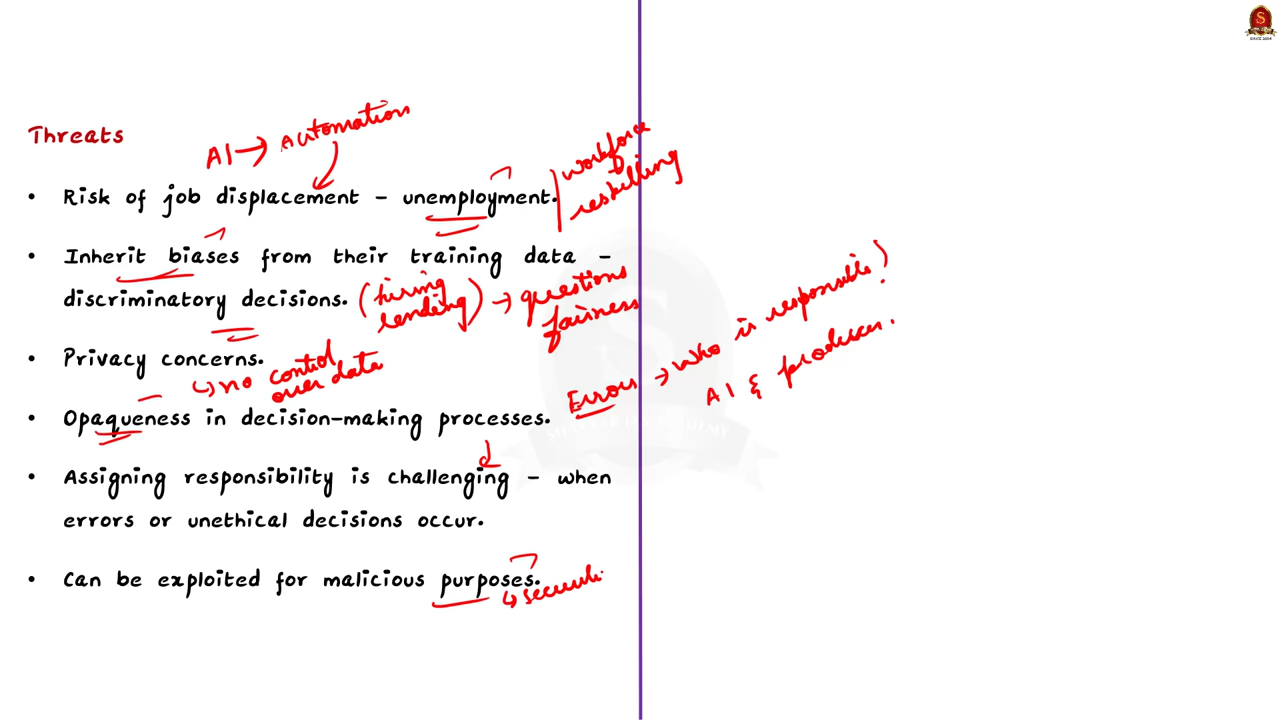 Threats
AI → Automation
• Risk of job displacement – unemployment.
workforce
reskilling
• Inherit biases from their training data –
discriminatory decisions.
(hiring
lending) → questions
fairness
• Privacy concerns.
↳ no control
over data
• Opaqueness in decision-making processes.
Errors → who is responsible?
AI &
• Assigning responsibility is challenging – when
errors or unethical decisions occur.
• Can be exploited for malicious purposes.
S
SINCE 2004